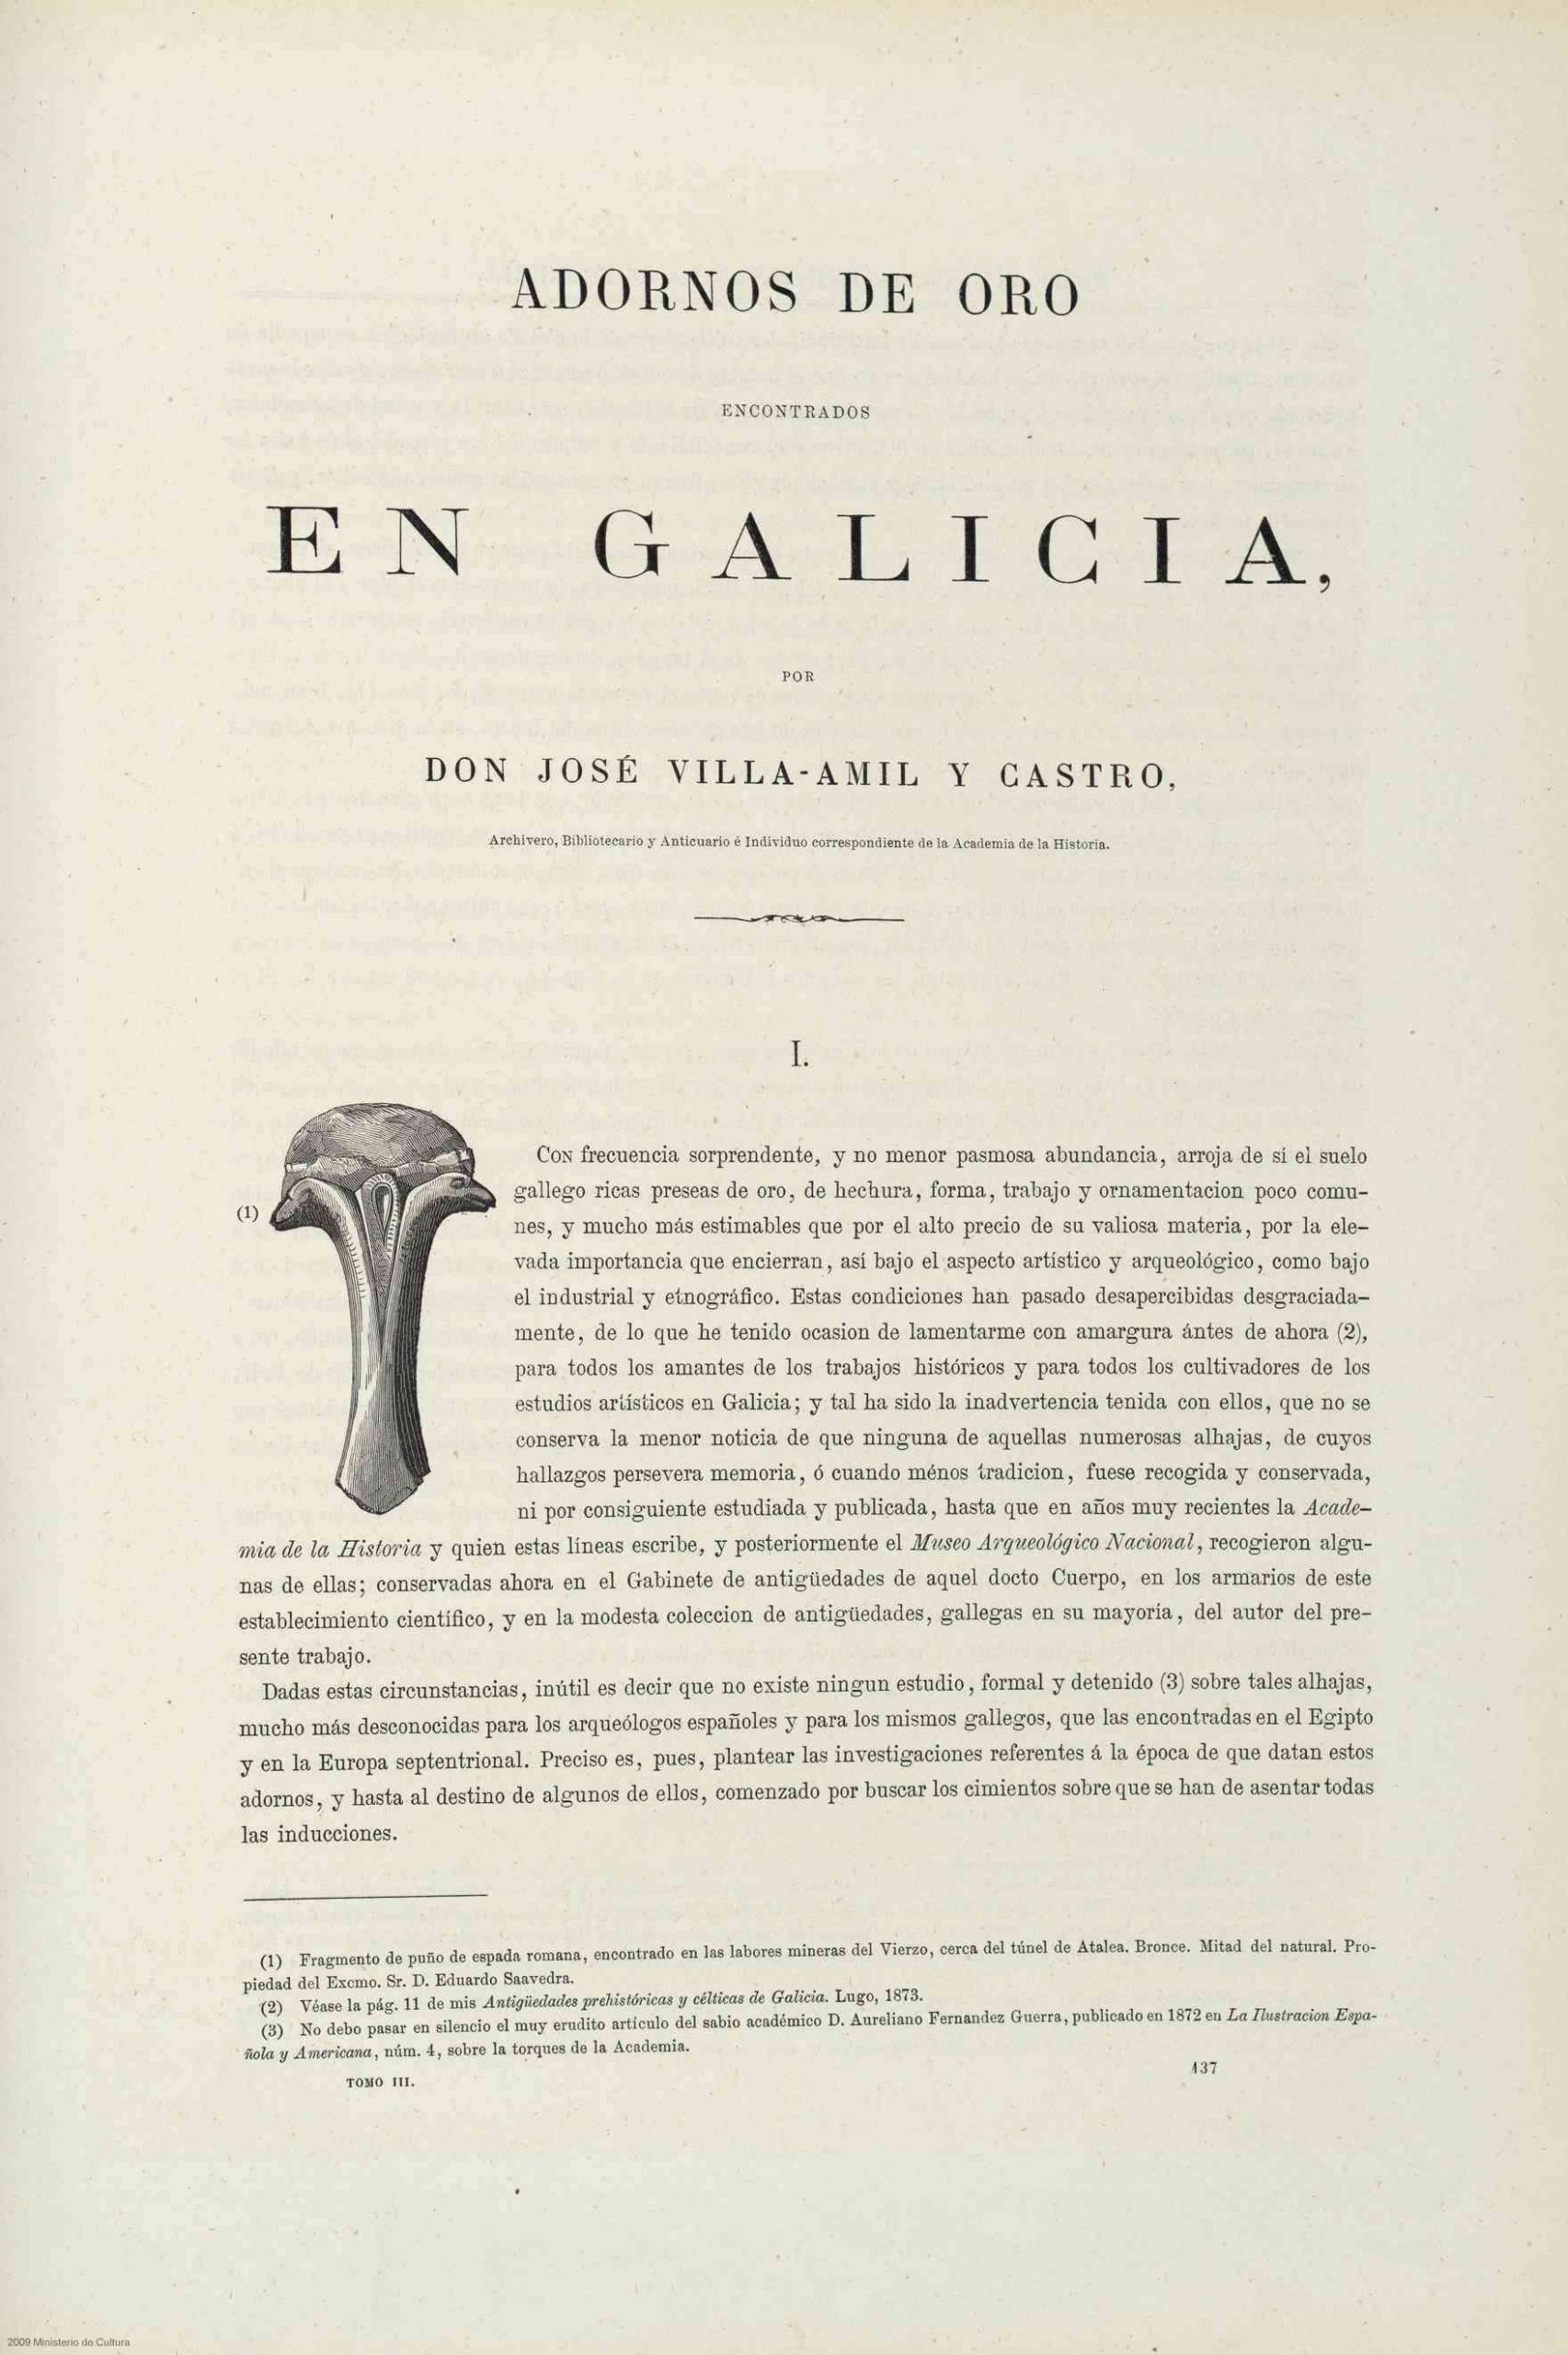 ADORNOS DE ORO
ENCONTRADOS
EN GALICIA,
POR
DON JOSÉ VILLA-AMIL Y CASTRO,
Archivero, Bibliotecario y Anticuario é Individuo correspondiente de la Academia de la Historia.
I.
(1)
CON frecuencia sorprendente, y no menor pasmosa abundancia, arroja de sí el suelo
gallego ricas preseas de oro, de hechura, forma, trabajo y ornamentacion poco comu-
nes, y mucho más estimables que por el alto precio de su valiosa materia, por la ele-
vada importancia que encierran, así bajo el aspecto artístico y arqueológico, como bajo
el industrial y etnográfico. Estas condiciones han pasado desapercibidas desgraciada-
mente, de lo que he tenido ocasion de lamentarme con amargura ántes de ahora (2),
para todos los amantes de los trabajos históricos y para todos los cultivadores de los
estudios artísticos en Galicia; y tal ha sido la inadvertencia tenida con ellos, que no se
conserva la menor noticia de que ninguna de aquellas numerosas alhajas, de cuyos
hallazgos persevera memoria, ó cuando ménos tradicion, fuese recogida y conservada,
ni por consiguiente estudiada y publicada, hasta que en años muy recientes la Acade-
mia de la Historia y quien estas líneas escribe, y posteriormente el Museo Arqueológico Nacional, recogieron algu-
nas de ellas; conservadas ahora en el Gabinete de antigüedades de aquel docto Cuerpo, en los armarios de este
establecimiento científico, y en la modesta coleccion de antigüedades, gallegas en su mayoría, del autor del pre-
sente trabajo.
Dadas estas circunstancias, inútil es decir que no existe ningun estudio, formal y detenido (3) sobre tales alhajas,
mucho más desconocidas para los arqueólogos españoles y para los mismos gallegos, que las encontradas en el Egipto
y en la Europa septentrional. Preciso es, pues, plantear las investigaciones referentes á la época de que datan estos
adornos, y hasta al destino de algunos de ellos, comenzado por buscar los cimientos sobre que se han de asentar todas
las inducciones.
(1) Fragmento de puño de espada romana, encontrado en las labores mineras del Vierzo, cerca del túnel de Atalea. Bronce. Mitad del natural. Pro-
piedad del Excmo. Sr. D. Eduardo Saavedra.
(2) Véase la pág. 11 de mis Antigüedades prehistóricas y célticas de Galicia. Lugo, 1873.
(3) No debo pasar en silencio el muy erudito artículo del sabio académico D. Aureliano Fernandez Guerra, publicado en 1872 en La Ilustracion Espa-
ñola y Americana, núm. 4, sobre la torques de la Academia.
TOMO III.
137
2009 Ministerio de Cultura